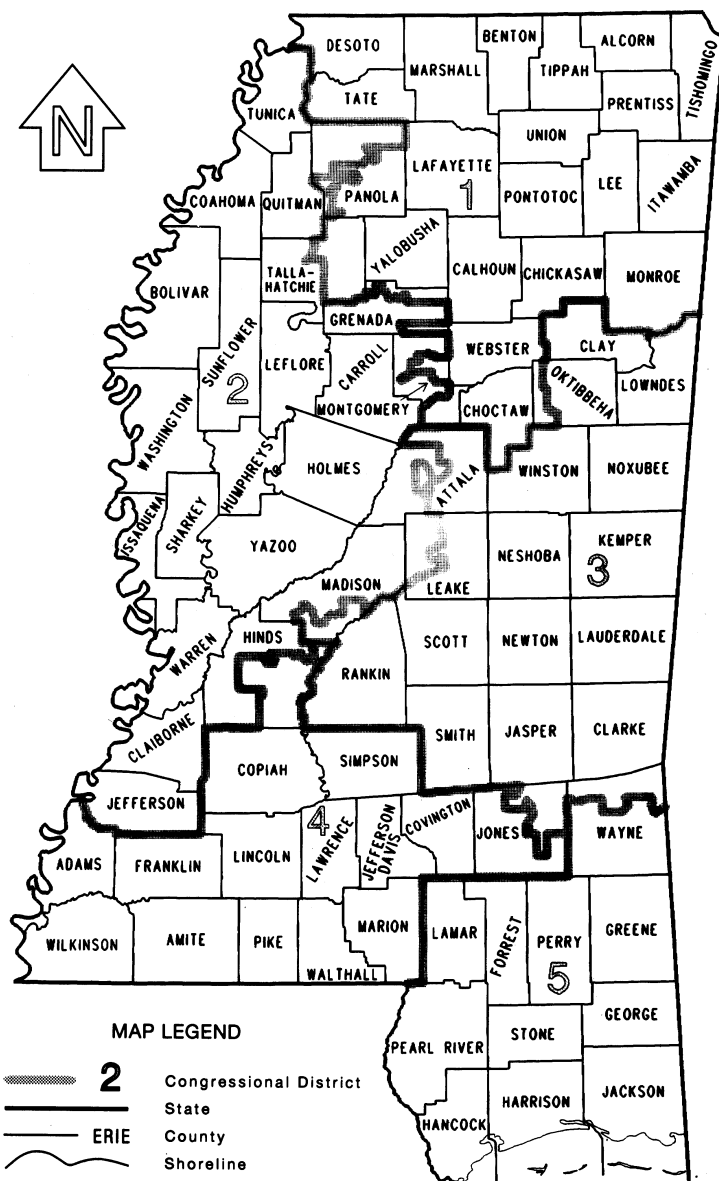 DESOTO
BENTON
ALCORN
TISHOMINGO
MARSHALL
TIPPAH
N
TUNICA
TATE
PRENTISS
UNION
LAFAYETTE
1
LEE
ITAWAMBA
COAHOMA
QUITMAN
PANOLA
PONTOTOC
YALOBUSHA
TALLA-
HATCHIE
CALHOUN
CHICKASAW
MONROE
BOLIVAR
GRENADA
SUNFLOWER
2
LEFLORE
CARROLL
WEBSTER
CLAY
OKTIBBEHA
LOWNDES
WASHINGTON
MONTGOMERY
CHOCTAW
HUMPHREYS
HOLMES
ATTALA
WINSTON
NOXUBEE
ISSAQUENA
SHARKEY
YAZOO
NESHOBA
KEMPER
3
MADISON
LEAKE
WARREN
HINDS
SCOTT
NEWTON
LAUDERDALE
RANKIN
CLAIBORNE
SMITH
JASPER
CLARKE
COPIAH
SIMPSON
JEFFERSON
4
LAWRENCE
JEFFERSON
DAVIS
COVINGTON
JONES
WAYNE
ADAMS
FRANKLIN
LINCOLN
WILKINSON
AMITE
PIKE
WALTHALL
MARION
LAMAR
FORREST
PERRY
5
GREENE
GEORGE
STONE
PEARL RIVER
JACKSON
HARRISON
HANCOCK
MAP LEGEND
2 Congressional District
State
ERIE County
Shoreline